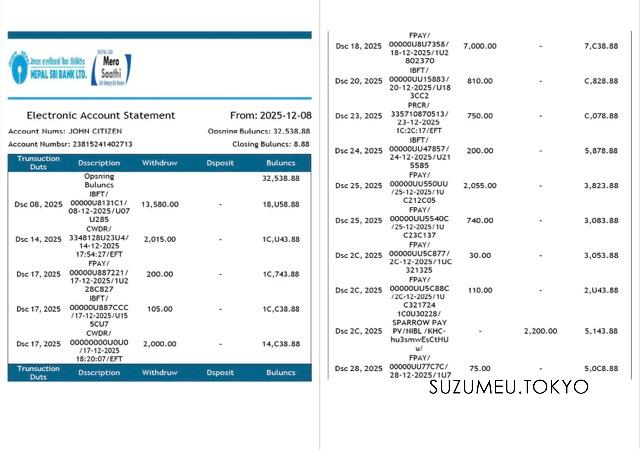 नेपाल एसबिआई बैंक लिमिटेड
NEPAL SBI BANK LTD.
NEPAL SBI
Mero
Saathi
Electronic Account Statement From: 2025-12-08
Account Nums: JOHN CITIZEN Opsning Buluncs: 32,538.88
Account Numbsr: 23815241402713 Closing Buluncs: 8.88
Trunsuction Duts Dsscription Withdruw Dsposit Buluncs
Opsning
Buluncs 32,538.88
IBFT/
Dsc 08, 2025 00000U8131C1/ 13,580.00 - 18,U58.88
08-12-2025/U07
U285
CWDR/
Dsc 14, 2025 3348128U23U4/ 2,015.00 - 1C,U43.88
14-12-2025
17:54:27/EFT
FPAY/
Dsc 17, 2025 00000U887221/ 200.00 - 1C,743.88
17-12-2025/1U2
28C827
IBFT/
Dsc 17, 2025 00000U887CCC 105.00 - 1C,C38.88
/17-12-2025/U15
5CU7
CWDR/
Dsc 17, 2025 00000000U0U0 2,000.00 - 14,C38.88
/17-12-2025
18:20:07/EFT
Trunsuction Duts Dsscription Withdruw Dsposit Buluncs
FPAY/
Dsc 18, 2025 00000U8U7358/ 7,000.00 - 7,C38.88
18-12-2025/1U2
802370
IBFT/
Dsc 20, 2025 00000UU15883/ 810.00 - C,828.88
20-12-2025/U18
3CC2
PRCR/
Dsc 23, 2025 335710870513/ 750.00 - C,078.88
23-12-2025
1C:2C:17/EFT
IBFT/
Dsc 24, 2025 00000UU47857/ 200.00 - 5,878.88
24-12-2025/U21
5585
FPAY/
Dsc 25, 2025 00000UU550UU 2,055.00 - 3,823.88
/25-12-2025/1U
C212C05
FPAY/
Dsc 25, 2025 00000UU5540C 740.00 - 3,083.88
/25-12-2025/1U
C23C137
FPAY/
Dsc 2C, 2025 00000UU5C877/ 30.00 - 3,053.88
2C-12-2025/1UC
321325
FPAY/
Dsc 2C, 2025 00000UU5C88C 110.00 - 2,U43.88
/2C-12-2025/1U
C321724
1C0U30228/
SPARROW PAY
Dsc 2C, 2025 PV/NIBL /KHC- - 2,200.00 5,143.88
hu3smwEsCtHU
u/
FPAY/
Dsc 28, 2025 00000UU77C7C/ 75.00 - 5,0C8.88
28-12-2025/1U7
SUZUMEU.TOKYO